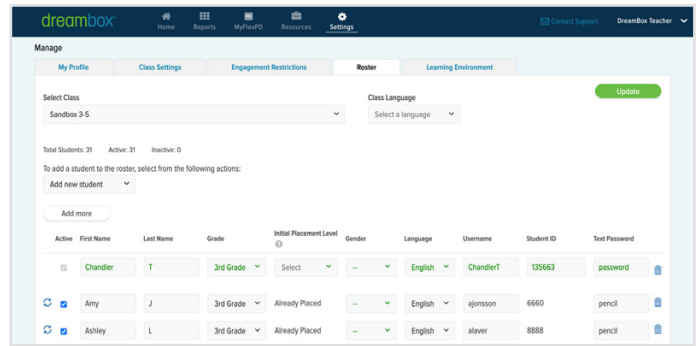 dreambox
Home Reports MyFlexPD Resources Settings Contact Support DreamBox Teacher
Manage
My Profile Class Settings Engagement Restrictions Roster Learning Environment
Update
Select Class Class Language
Sandbox 3-5 Select a language
Total Students: 31 Active: 31 Inactive: 0
To add a student to the roster, select from the following actions:
Add new student
Add more
Active First Name Last Name Grade Initial Placement Level Gender Language Username Student ID Text Password
Chandler T 3rd Grade Select -- English ChandlerT 135663 password
Amy J 3rd Grade Already Placed -- English ajonsson 6660 pencil
Ashley L 3rd Grade Already Placed -- English alaver 8888 pencil